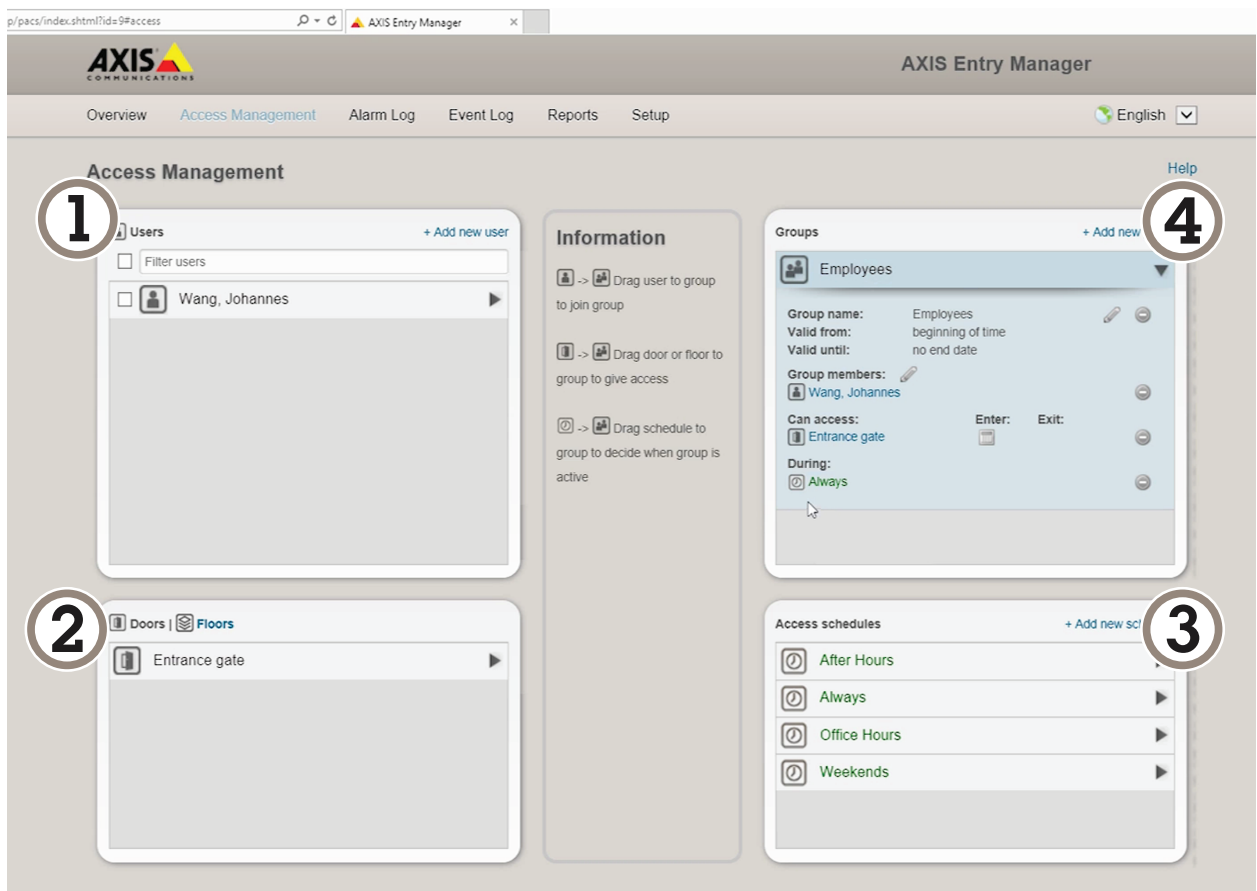 p/pacs/index.shtml?id=9#access
AXIS Entry Manager
AXIS
COMMUNICATIONS
AXIS Entry Manager
Overview Access Management Alarm Log Event Log Reports Setup English
Access Management
Help
1
Users + Add new user
Filter users
Wang, Johannes
Information
-> Drag user to group
to join group
-> Drag door or floor to
group to give access
-> Drag schedule to
group to decide when group is
active
4
Groups + Add new
Employees
Group name: Employees
Valid from: beginning of time
Valid until: no end date
Group members:
Wang, Johannes
Can access: Enter: Exit:
Entrance gate
During:
Always
2
Doors | Floors
Entrance gate
3
Access schedules + Add new
After Hours
Always
Office Hours
Weekends